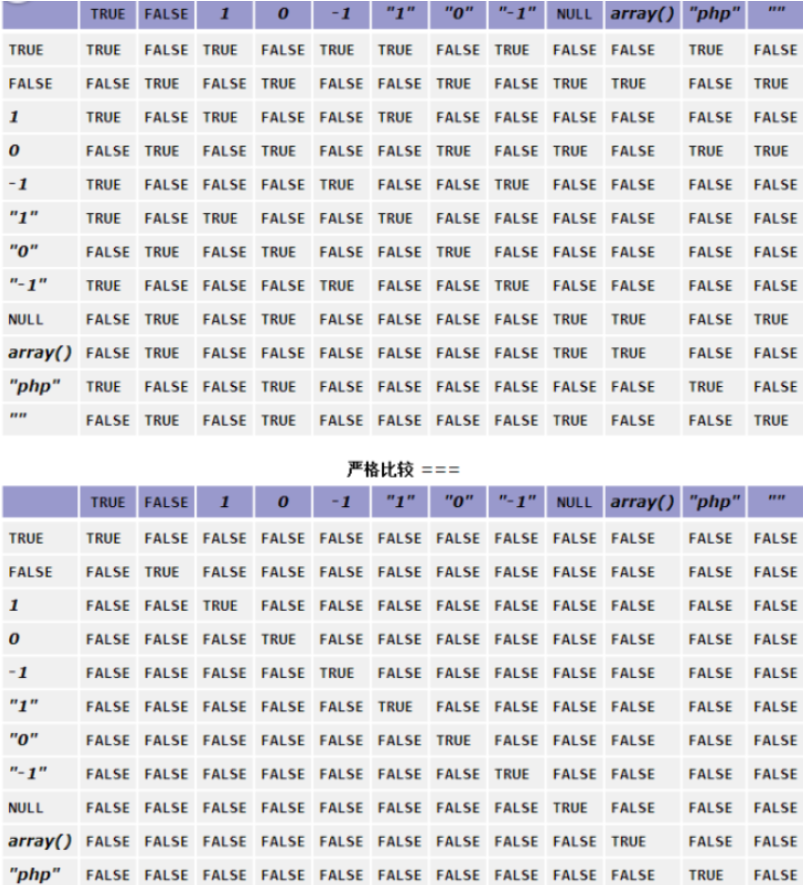 TRUE FALSE 1 0 -1 "1" "0" "-1" NULL array() "php" ""
TRUE TRUE FALSE TRUE FALSE TRUE TRUE FALSE TRUE FALSE FALSE TRUE FALSE
FALSE FALSE TRUE FALSE TRUE FALSE FALSE TRUE FALSE TRUE TRUE FALSE TRUE
1 TRUE FALSE TRUE FALSE FALSE TRUE FALSE FALSE FALSE FALSE FALSE FALSE
0 FALSE TRUE FALSE TRUE FALSE FALSE TRUE FALSE TRUE FALSE TRUE TRUE
-1 TRUE FALSE FALSE FALSE TRUE FALSE FALSE TRUE FALSE FALSE FALSE FALSE
"1" TRUE FALSE TRUE FALSE FALSE TRUE FALSE FALSE FALSE FALSE FALSE FALSE
"0" FALSE TRUE FALSE TRUE FALSE FALSE TRUE FALSE FALSE FALSE FALSE FALSE
"-1" TRUE FALSE FALSE FALSE TRUE FALSE FALSE TRUE FALSE FALSE FALSE FALSE
NULL FALSE TRUE FALSE TRUE FALSE FALSE FALSE FALSE TRUE TRUE FALSE TRUE
array() FALSE TRUE FALSE FALSE FALSE FALSE FALSE FALSE TRUE TRUE FALSE FALSE
"php" TRUE FALSE FALSE TRUE FALSE FALSE FALSE FALSE FALSE FALSE TRUE FALSE
"" FALSE TRUE FALSE TRUE FALSE FALSE FALSE FALSE TRUE FALSE FALSE TRUE
严格比较 ===
TRUE FALSE 1 0 -1 "1" "0" "-1" NULL array() "php" ""
TRUE TRUE FALSE FALSE FALSE FALSE FALSE FALSE FALSE FALSE FALSE FALSE FALSE
FALSE FALSE TRUE FALSE FALSE FALSE FALSE FALSE FALSE FALSE FALSE FALSE FALSE
1 FALSE FALSE TRUE FALSE FALSE FALSE FALSE FALSE FALSE FALSE FALSE FALSE
0 FALSE FALSE FALSE TRUE FALSE FALSE FALSE FALSE FALSE FALSE FALSE FALSE
-1 FALSE FALSE FALSE FALSE TRUE FALSE FALSE FALSE FALSE FALSE FALSE FALSE
"1" FALSE FALSE FALSE FALSE FALSE TRUE FALSE FALSE FALSE FALSE FALSE FALSE
"0" FALSE FALSE FALSE FALSE FALSE FALSE TRUE FALSE FALSE FALSE FALSE FALSE
"-1" FALSE FALSE FALSE FALSE FALSE FALSE FALSE TRUE FALSE FALSE FALSE FALSE
NULL FALSE FALSE FALSE FALSE FALSE FALSE FALSE FALSE TRUE FALSE FALSE FALSE
array() FALSE FALSE FALSE FALSE FALSE FALSE FALSE FALSE FALSE TRUE FALSE FALSE
"php" FALSE FALSE FALSE FALSE FALSE FALSE FALSE FALSE FALSE FALSE TRUE FALSE